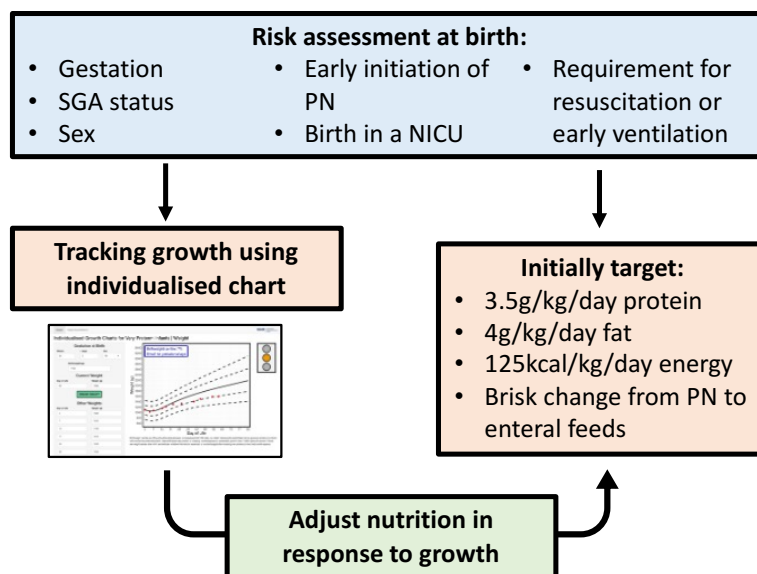 Risk assessment at birth:
• Gestation
• SGA status
• Sex
• Early initiation of
PN
• Birth in a NICU
• Requirement for
resuscitation or
early ventilation
Tracking growth using
individualised chart
Individualised Growth Charts for Very Preterm Infants | Weight
Day of Life
Initially target:
• 3.5g/kg/day protein
• 4g/kg/day fat
• 125kcal/kg/day energy
• Brisk change from PN to
enteral feeds
Adjust nutrition in
response to growth